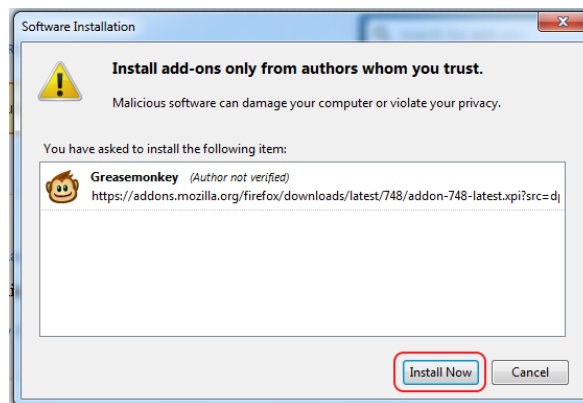 Software Installation
Install add-ons only from authors whom you trust.
Malicious software can damage your computer or violate your privacy.
You have asked to install the following item:
Greasemonkey (Author not verified)
https://addons.mozilla.org/firefox/downloads/latest/748/addon-748-latest.xpi?src=d
Install Now
Cancel